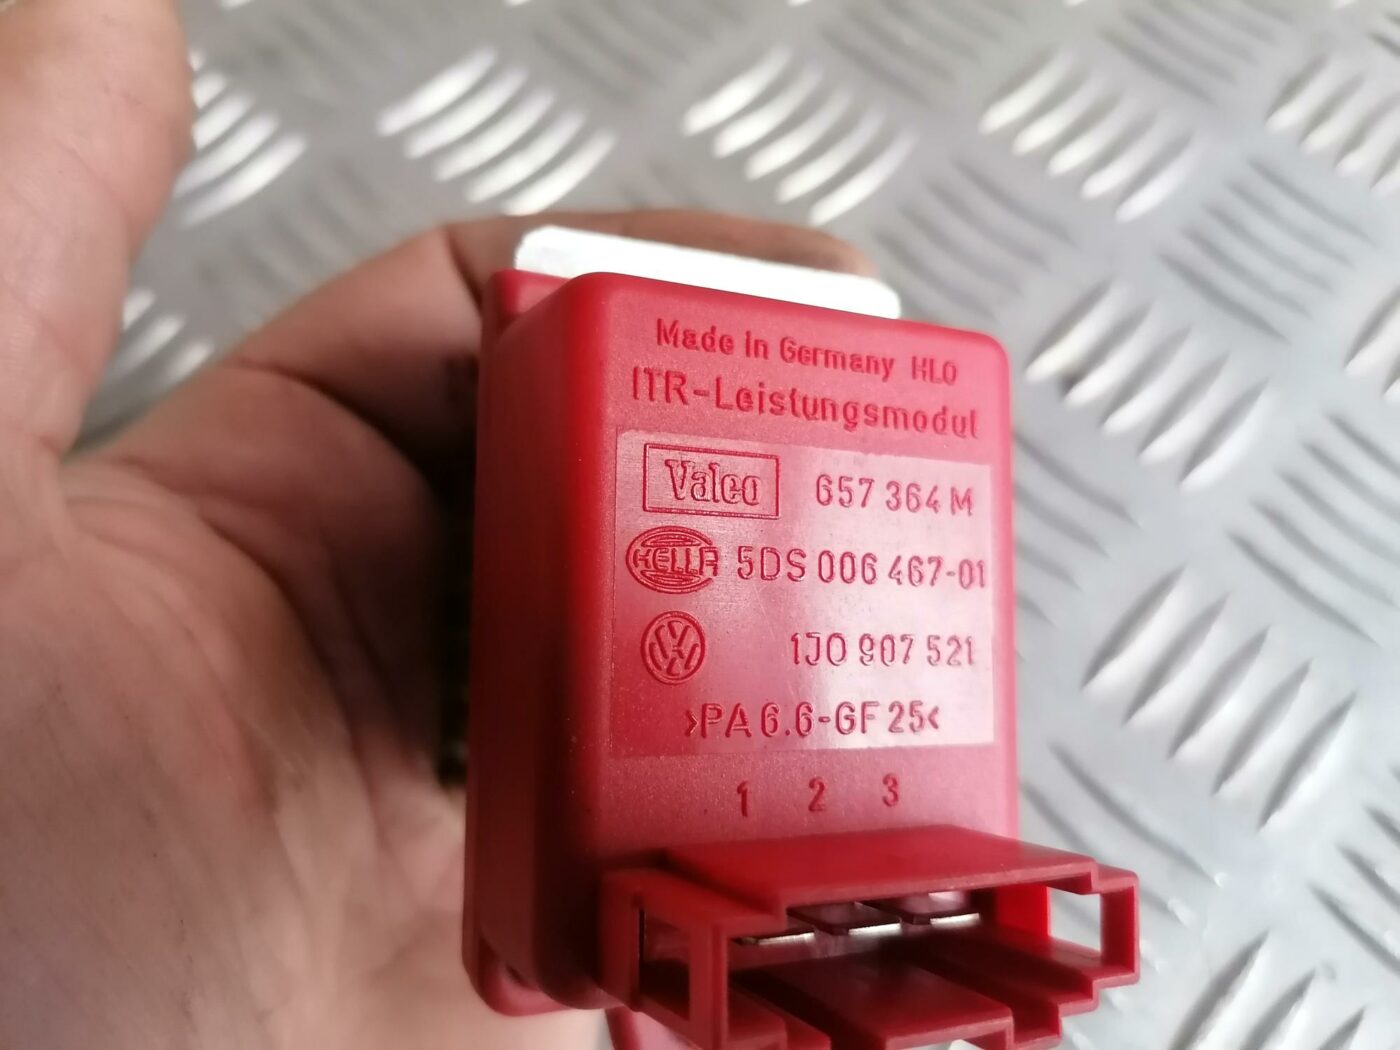 Made in Germany HLO
ITR-Leistungsmodul
Valeo 657 364 M
HELLA 5DS 006 467-01
VW 1J0 907 521
>PA 6.6-GF 25<
1 2 3